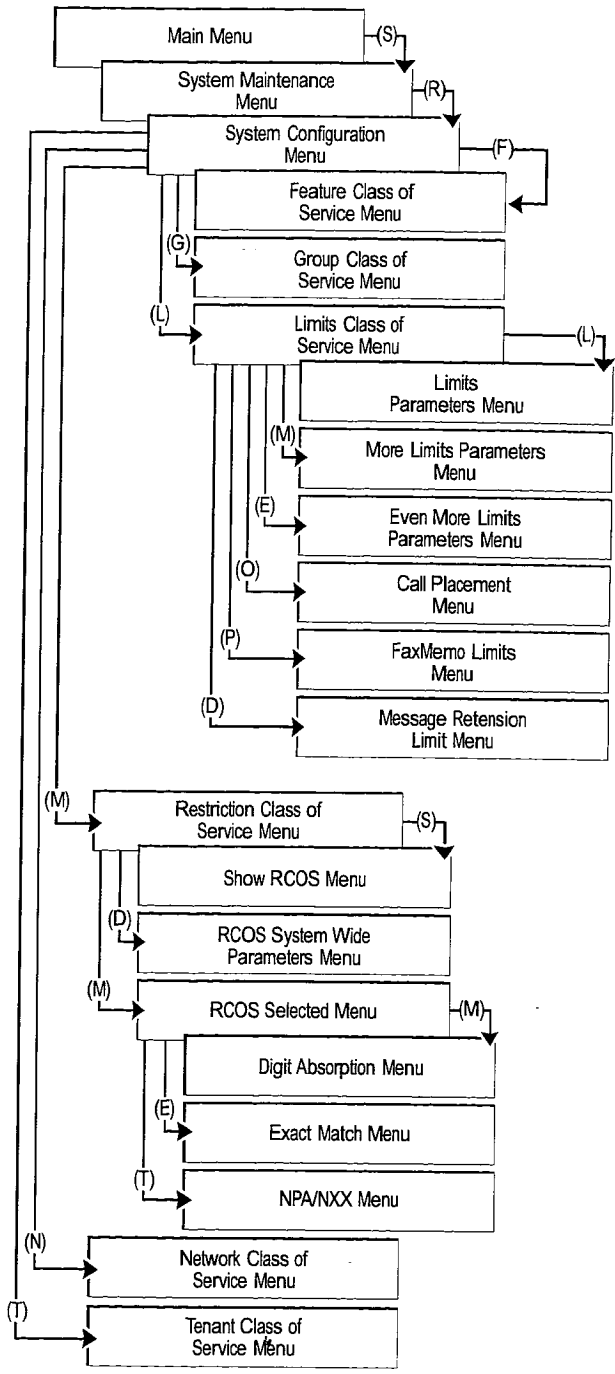 Main Menu
(S)
System Maintenance
Menu
(R)
System Configuration
Menu
(F)
Feature Class of
Service Menu
(G)
Group Class of
Service Menu
(L)
Limits Class of
Service Menu
(L)
Limits
Parameters Menu
(M)
More Limits Parameters
Menu
(E)
Even More Limits
Parameters Menu
(O)
Call Placement
Menu
(P)
FaxMemo Limits
Menu
(D)
Message Retension
Limit Menu
(M)
Restriction Class of
Service Menu
(S)
Show RCOS Menu
(D)
RCOS System Wide
Parameters Menu
(M)
RCOS Selected Menu
(M)
Digit Absorption Menu
(E)
Exact Match Menu
(T)
NPA/NXX Menu
(N)
Network Class of
Service Menu
(T)
Tenant Class of
Service Menu